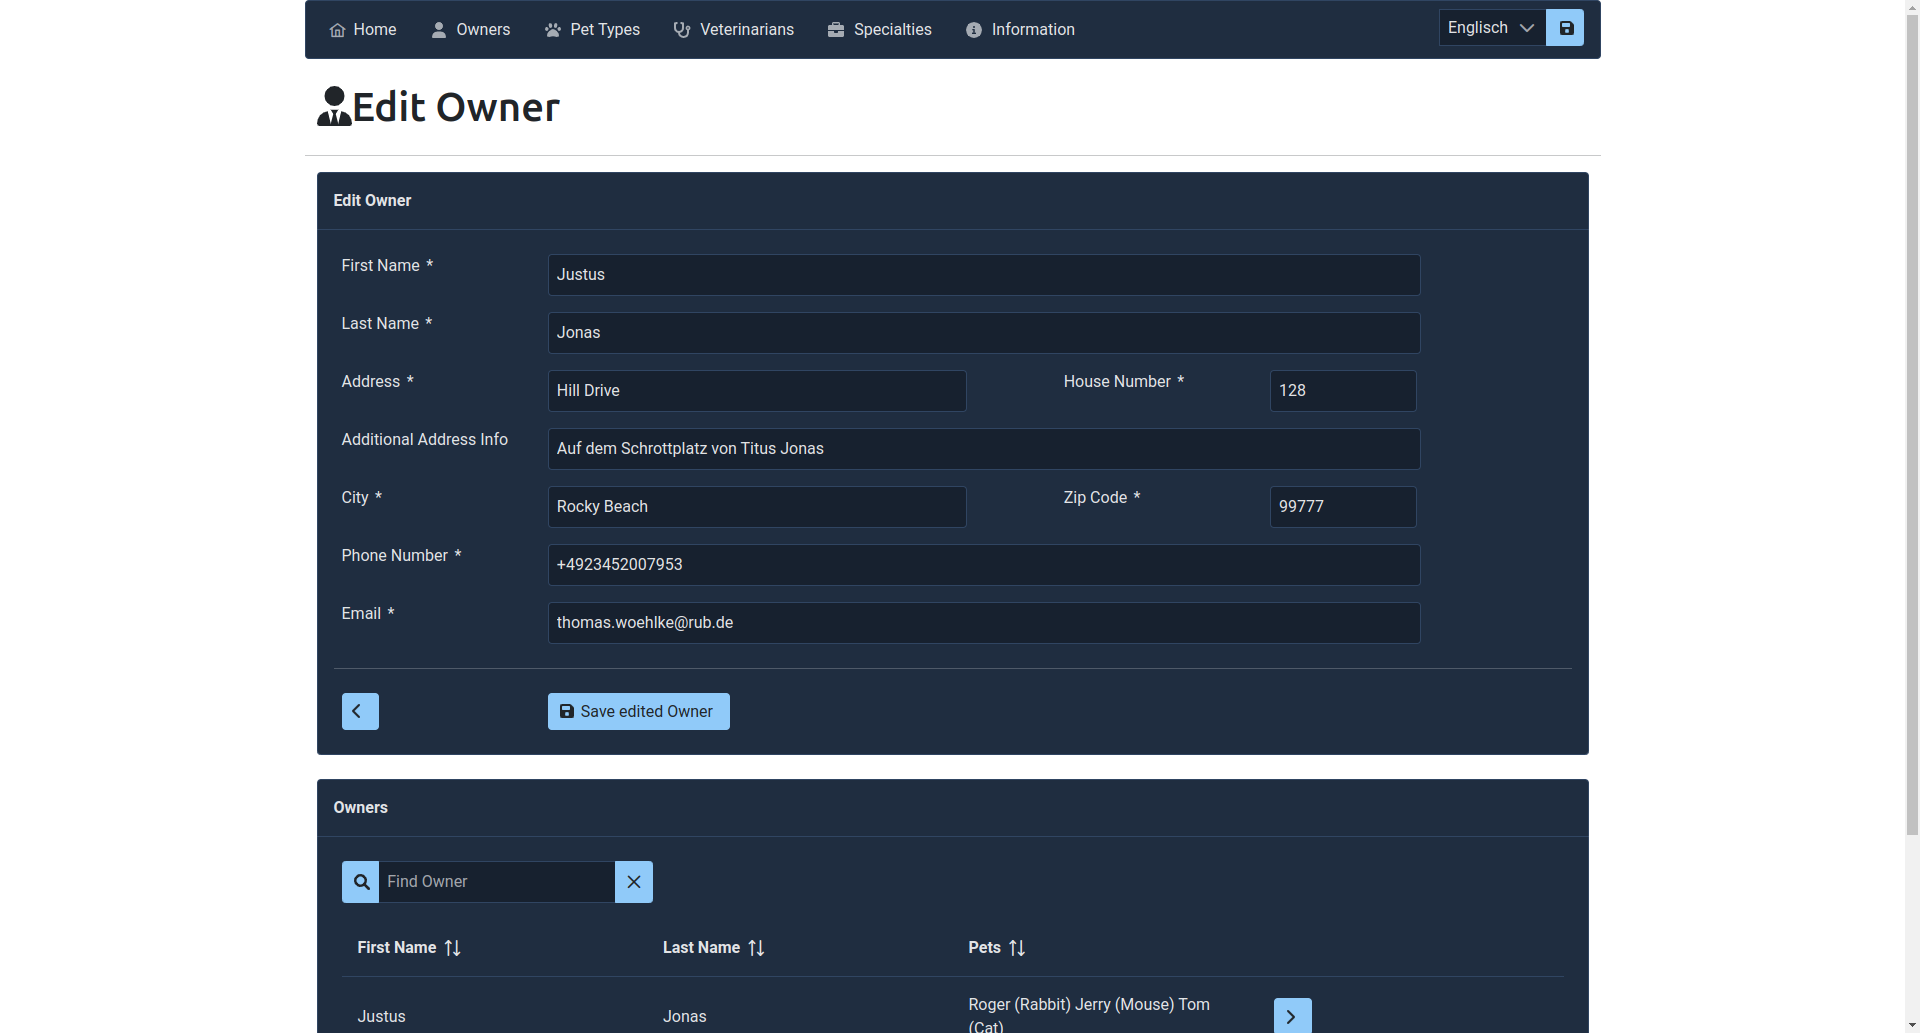 Home Owners Pet Types Veterinarians Specialties Information Englisch
Edit Owner
Edit Owner
First Name * Justus
Last Name * Jonas
Address * Hill Drive House Number * 128
Additional Address Info Auf dem Schrottplatz von Titus Jonas
City * Rocky Beach Zip Code * 99777
Phone Number * +4923452007953
Email * thomas.woehlke@rub.de
Save edited Owner
Owners
Find Owner
First Name Last Name Pets
Justus Jonas Roger (Rabbit) Jerry (Mouse) Tom
(Cat)